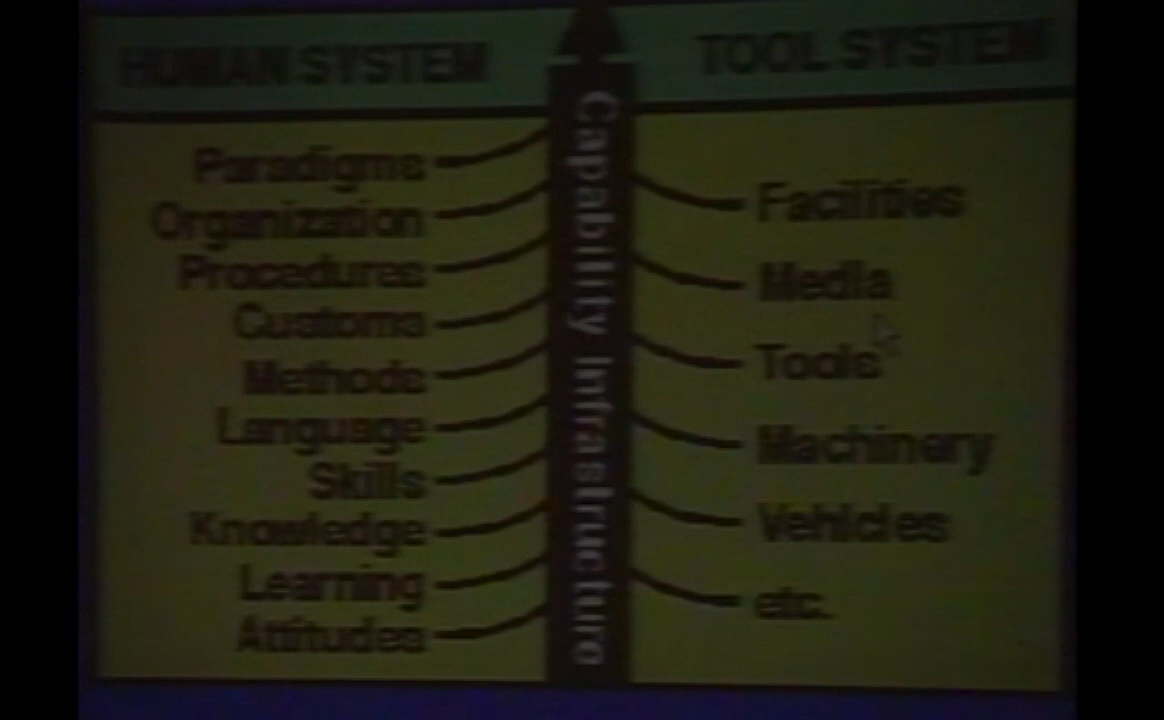 HUMAN SYSTEM
TOOL SYSTEM
Capability Infrastructure
Paradigms
Organization
Procedures
Customs
Methods
Language
Skills
Knowledge
Learning
Attitudes
Facilities
Media
Tools
Machinery
Vehicles
etc.